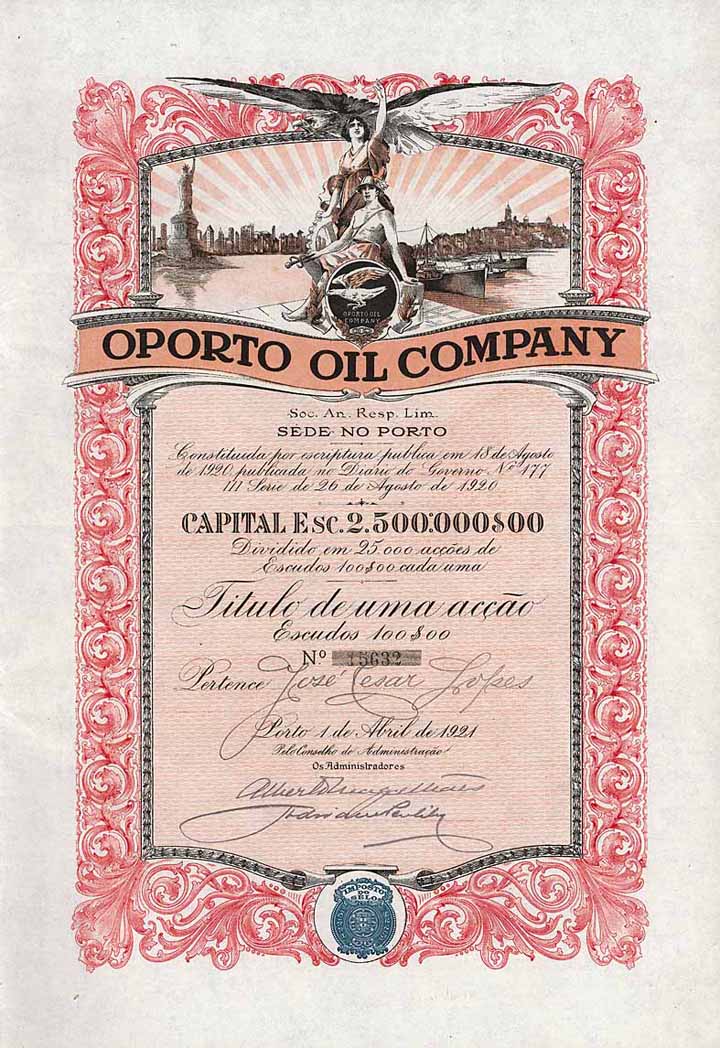 OPORTO OIL
COMPANY
OPORTO OIL COMPANY
Soc. An. Resp. Lim.
SÉDE NO PORTO
Constituida por escriptura publica em 18 de Agosto
de 1920, publicada no Diario do Governo Nº 177
III Serie de 26 de Agosto de 1920
CAPITAL ESC. 2.500:000$00
Dividido em 25.000 acções de
Escudos 100$00 cada uma
Titulo de uma acção
Escudos 100$00
Nº 15632
Pertence José Cesar Lopes
Porto 1 de Abril de 1921
Pelo Conselho de Administração
Os Administradores
IMPOSTO
DO
SELO